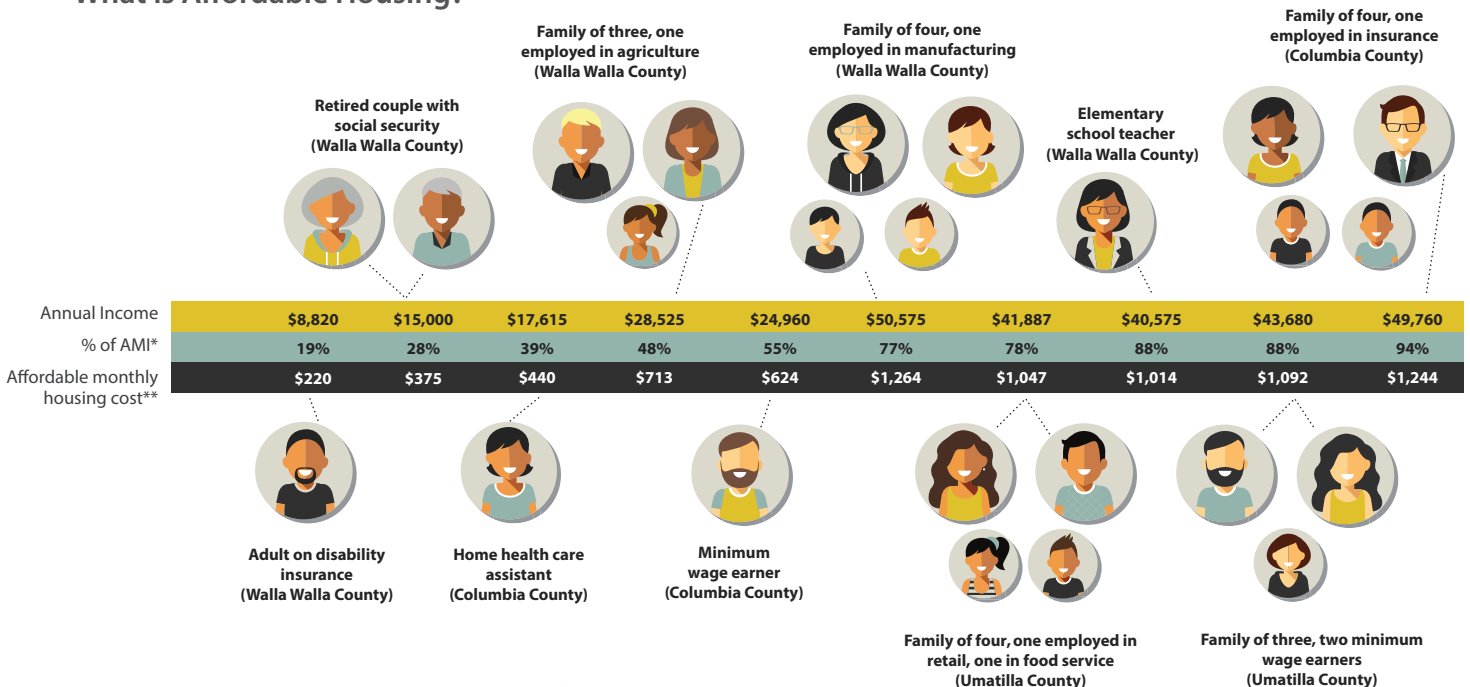 What is Affordable Housing?
Family of three, one
employed in agriculture
(Walla Walla County)
Family of four, one
employed in manufacturing
(Walla Walla County)
Family of four, one
employed in insurance
(Columbia County)
Retired couple with
social security
(Walla Walla County)
Elementary
school teacher
(Walla Walla County)
Annual Income $8,820 $15,000 $17,615 $28,525 $24,960 $50,575 $41,887 $40,575 $43,680 $49,760
% of AMI* 19% 28% 39% 48% 55% 77% 78% 88% 88% 94%
Affordable monthly
housing cost** $220 $375 $440 $713 $624 $1,264 $1,047 $1,014 $1,092 $1,244
Adult on disability
insurance
(Walla Walla County)
Home health care
assistant
(Columbia County)
Minimum
wage earner
(Columbia County)
Family of four, one employed in
retail, one in food service
(Umatilla County)
Family of three, two minimum
wage earners
(Umatilla County)